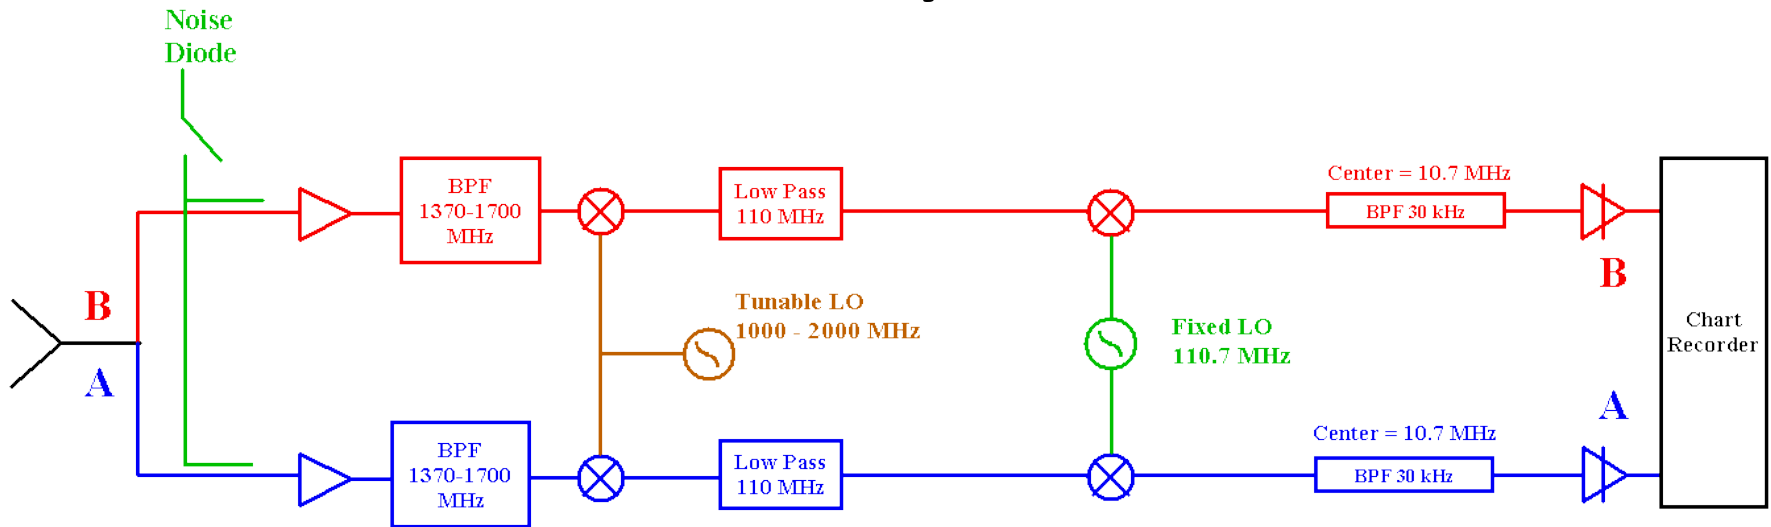 Noise
Diode
BPF
1370-1700
MHz
Low Pass
110 MHz
Center = 10.7 MHz
BPF 30 kHz
B
B
Tunable LO
1000 - 2000 MHz
Fixed LO
110.7 MHz
Chart
Recorder
A
A
BPF
1370-1700
MHz
Low Pass
110 MHz
Center = 10.7 MHz
BPF 30 kHz